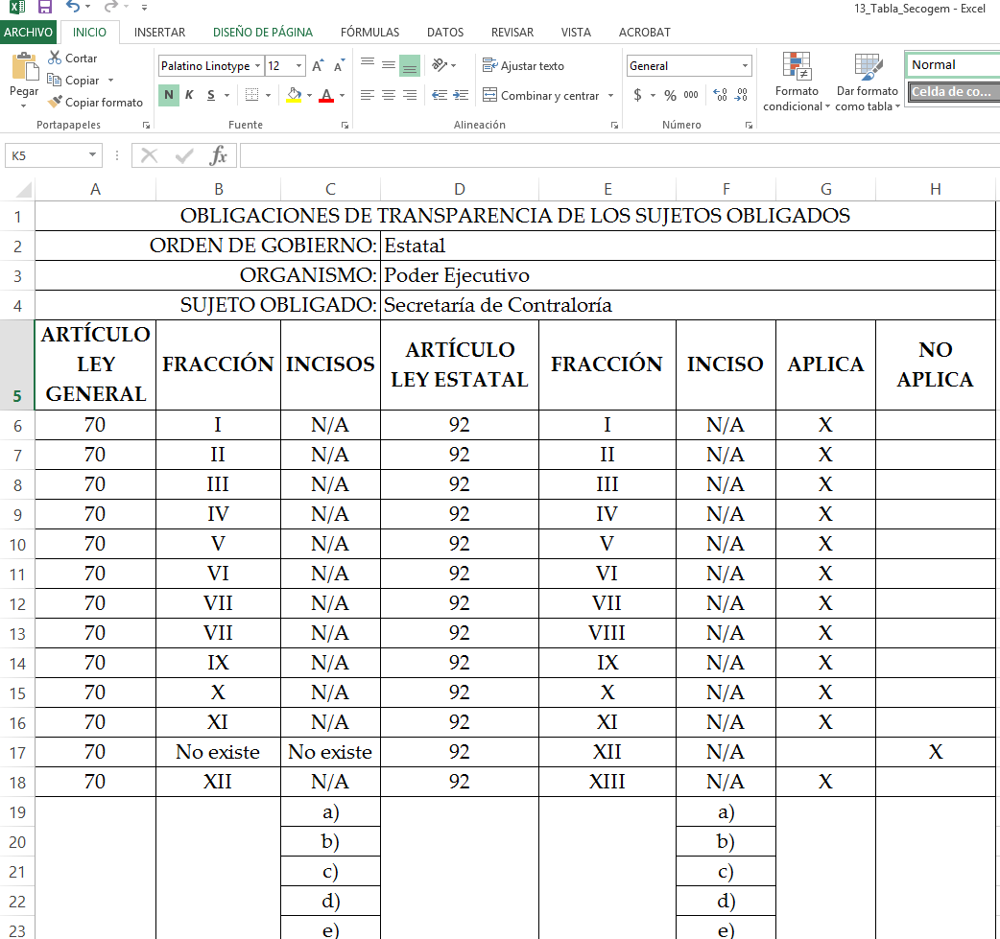 13_Tabla_Secogem - Excel
ARCHIVO INICIO INSERTAR DISEÑO DE PÁGINA FÓRMULAS DATOS REVISAR VISTA ACROBAT
Pegar
Cortar
Copiar
Copiar formato
Portapapeles
Palatino Linotype 12
N K S
Fuente
Ajustar texto
Combinar y centrar
Alineación
General
$ % 000
Número
Formato condicional
Dar formato como tabla
Normal
Celda de co...
K5 fx
A B C D E F G H
1 OBLIGACIONES DE TRANSPARENCIA DE LOS SUJETOS OBLIGADOS
2 ORDEN DE GOBIERNO: Estatal
3 ORGANISMO: Poder Ejecutivo
4 SUJETO OBLIGADO: Secretaría de Contraloría
5 ARTÍCULO LEY GENERAL FRACCIÓN INCISOS ARTÍCULO LEY ESTATAL FRACCIÓN INCISO APLICA NO APLICA
6 70 I N/A 92 I N/A X
7 70 II N/A 92 II N/A X
8 70 III N/A 92 III N/A X
9 70 IV N/A 92 IV N/A X
10 70 V N/A 92 V N/A X
11 70 VI N/A 92 VI N/A X
12 70 VII N/A 92 VII N/A X
13 70 VII N/A 92 VIII N/A X
14 70 IX N/A 92 IX N/A X
15 70 X N/A 92 X N/A X
16 70 XI N/A 92 XI N/A X
17 70 No existe No existe 92 XII N/A X
18 70 XII N/A 92 XIII N/A X
19 a) a)
20 b) b)
21 c) c)
22 d) d)
23 e) e)